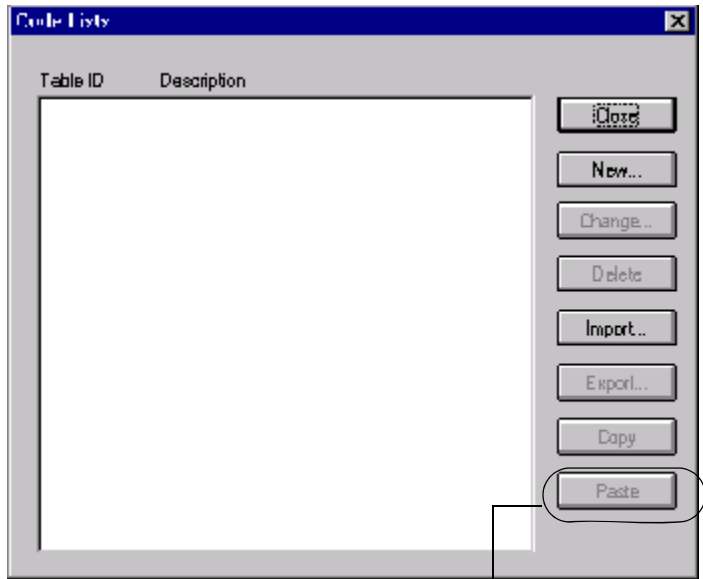 Code Lists
Table ID Description
Close
New...
Change...
Delete
Import...
Export...
Copy
Paste